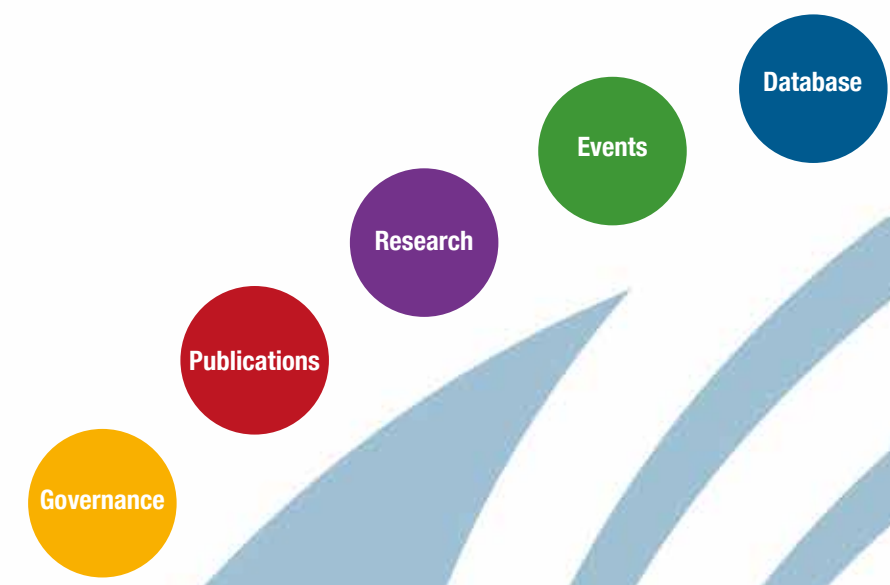 Database
Events
Research
Publications
Governance